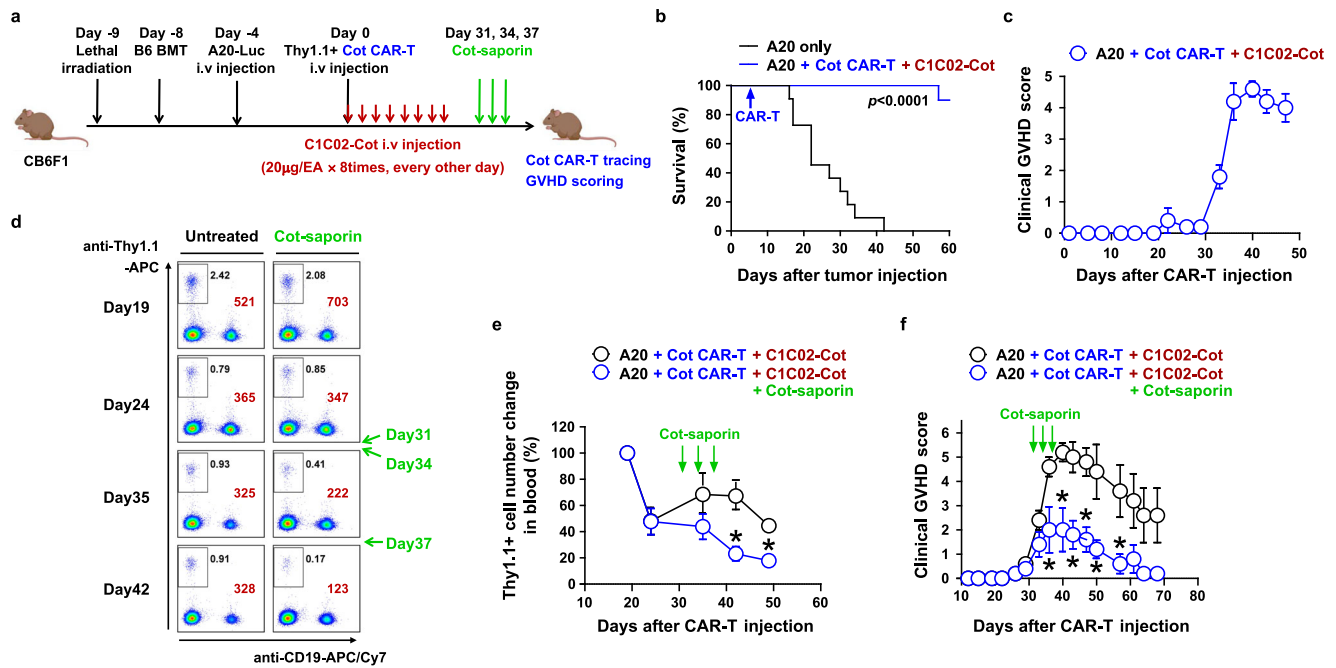 a
Day -9
Lethal
irradiation
Day -8
B6 BMT
Day -4
A20-Luc
i.v injection
Day 0
Thy1.1+ Cot CAR-T
i.v injection
Day 31, 34, 37
Cot-saporin
CB6F1
C1C02-Cot i.v injection
(20μg/EA × 8times, every other day)
Cot CAR-T tracing
GVHD scoring
b
A20 only
A20 + Cot CAR-T + C1C02-Cot
p<0.0001
CAR-T
Survival (%)
100
80
60
40
20
0
0 20 40 60
Days after tumor injection
c
A20 + Cot CAR-T + C1C02-Cot
Clinical GVHD score
5
4
3
2
1
0
0 10 20 30 40 50
Days after CAR-T injection
d
anti-Thy1.1
-APC
Untreated
Cot-saporin
Day19
2.42
521
2.08
703
Day24
0.79
365
0.85
347
Day31
Day34
Day35
0.93
325
0.41
222
Day37
Day42
0.91
328
0.17
123
anti-CD19-APC/Cy7
e
A20 + Cot CAR-T + C1C02-Cot
A20 + Cot CAR-T + C1C02-Cot
+ Cot-saporin
Cot-saporin
Thy1.1+ cell number change
in blood (%)
120
100
80
60
40
20
0
*
*
10 20 30 40 50 60
Days after CAR-T injection
f
A20 + Cot CAR-T + C1C02-Cot
A20 + Cot CAR-T + C1C02-Cot
+ Cot-saporin
Cot-saporin
Clinical GVHD score
6
5
4
3
2
1
0
*
*
*
*
*
*
10 20 30 40 50 60 70 80
Days after CAR-T injection